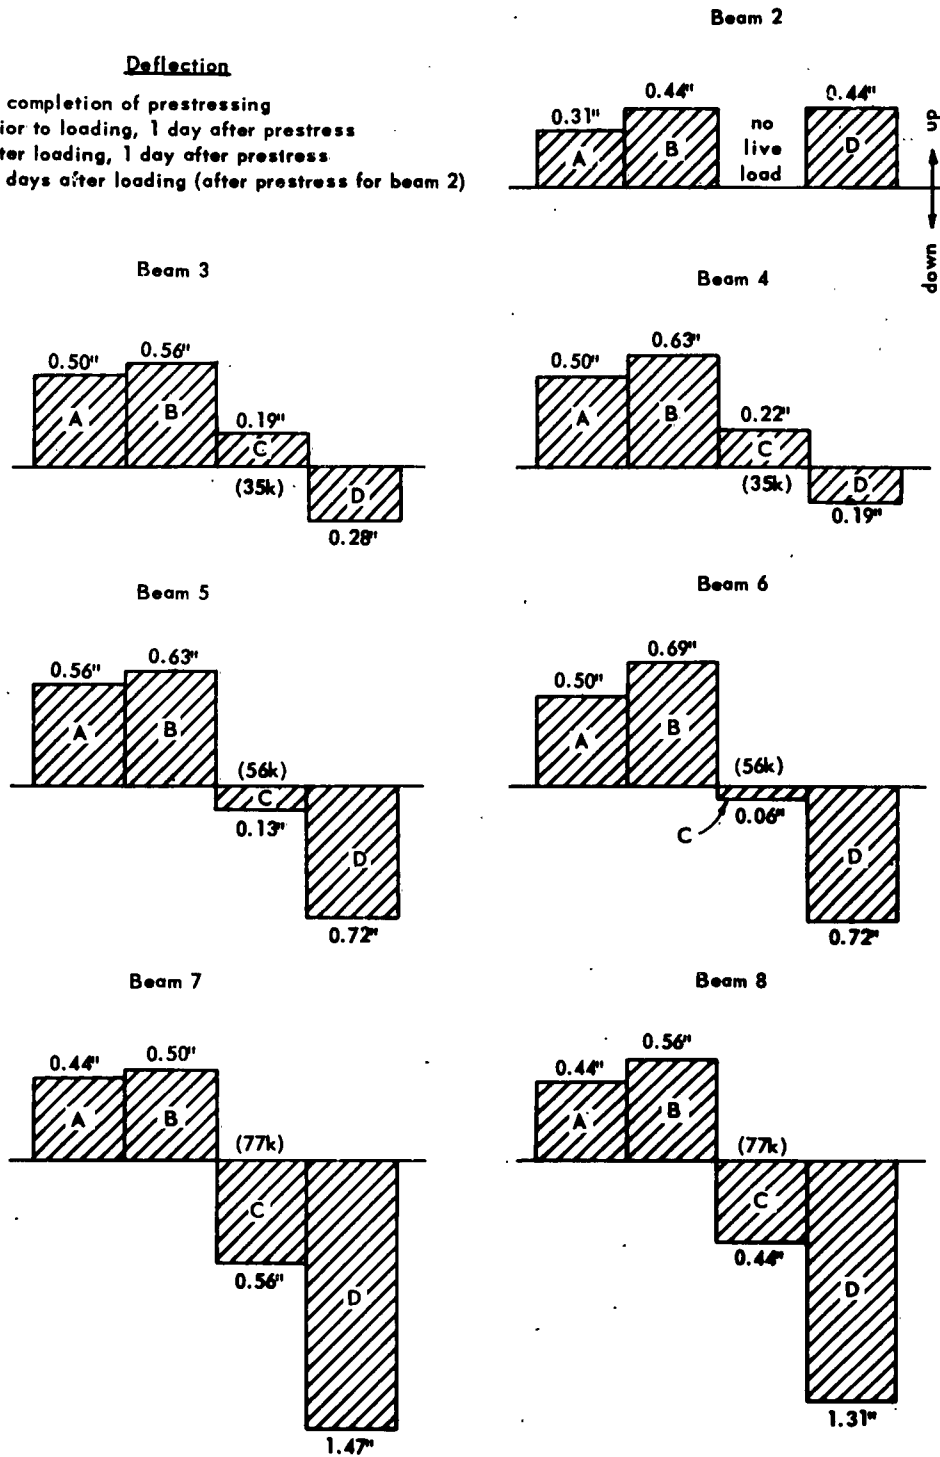 Beam 2
Deflection
completion of prestressing
ior to loading, 1 day after prestress
ter loading, 1 day after prestress
days after loading (after prestress for beam 2)
0.31" 0.44" 0.44"
A B no live load D
up
down
Beam 3
0.50" 0.56" 0.19"
A B C
(35k) D
0.28"
Beam 4
0.50" 0.63" 0.22"
A B C
(35k) D
0.19"
Beam 5
0.56" 0.63"
A B (56k)
C
0.13" D
0.72"
Beam 6
0.50" 0.69"
A B (56k)
C 0.06" D
0.72"
Beam 7
0.44" 0.50"
A B (77k)
C
0.56" D
1.47"
Beam 8
0.44" 0.56"
A B (77k)
C
0.44" D
1.31"